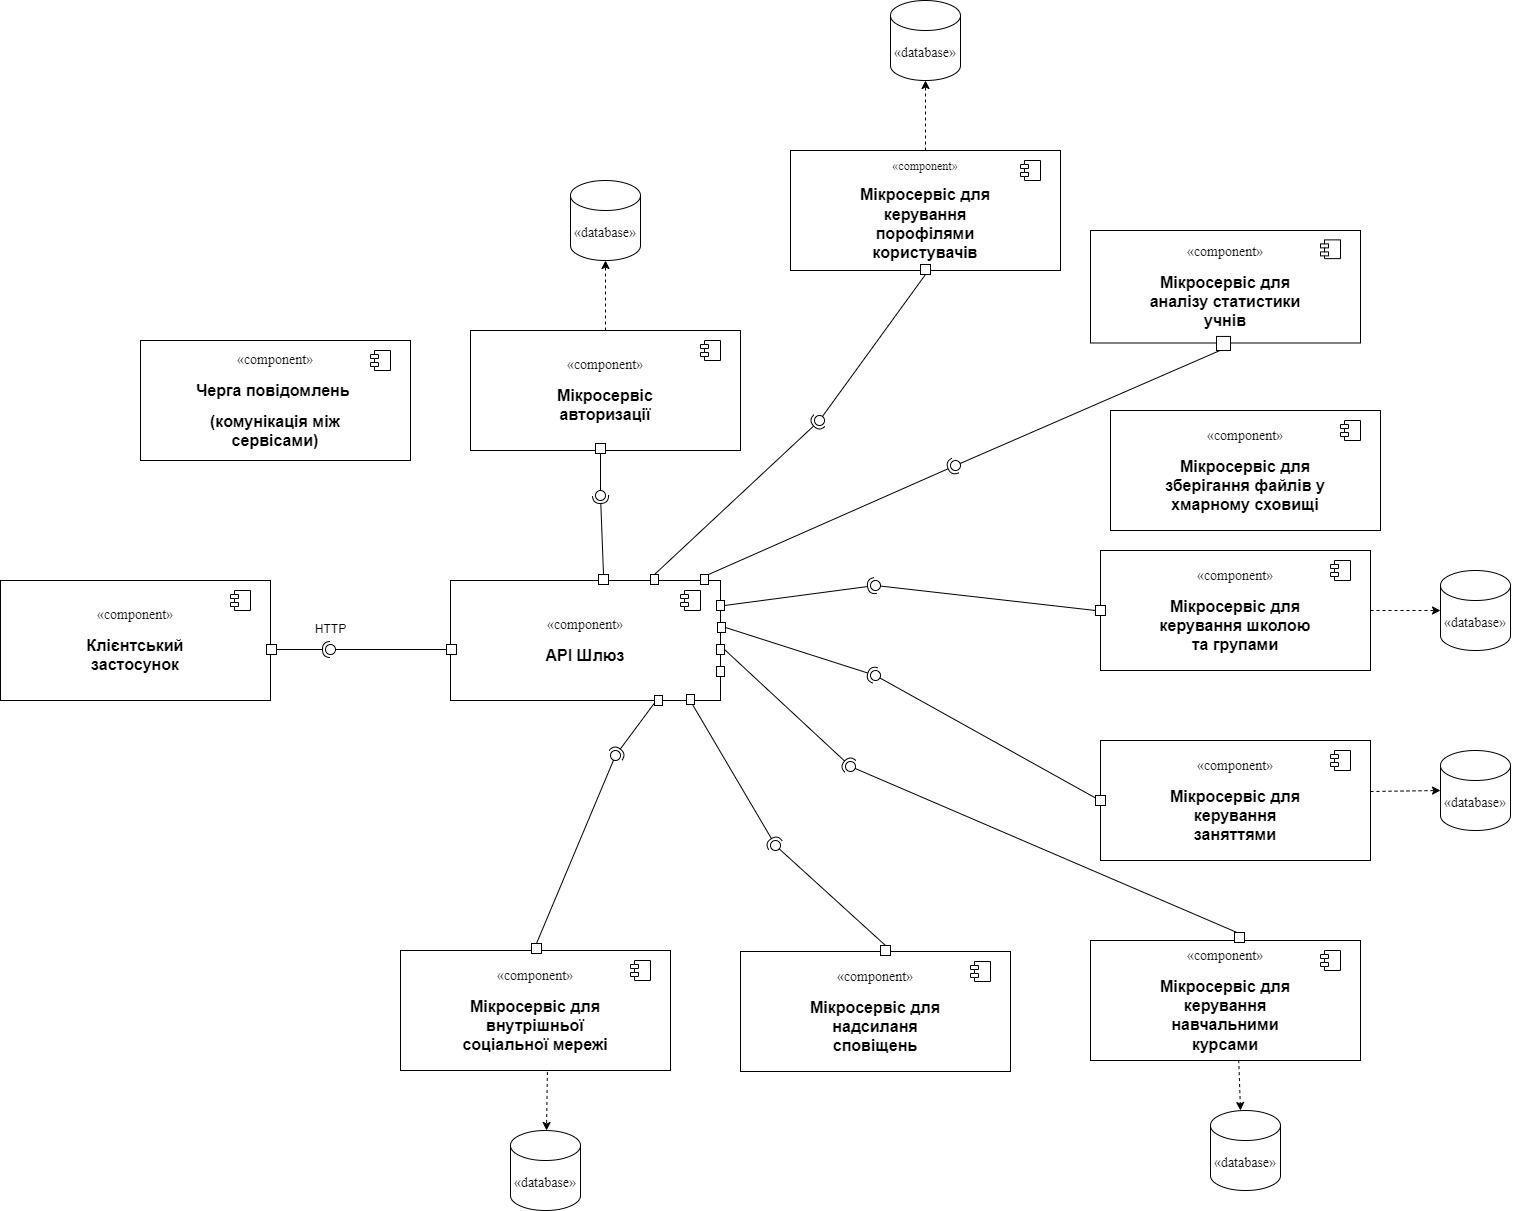 «database»
«component»
Мікросервіс для
керування
порофілями
користувачів
«database»
«component»
Мікросервіс для
аналізу статистики
учнів
«component»
Черга повідомлень
(комунікація між
сервісами)
«component»
Мікросервіс
авторизації
«component»
Мікросервіс для
зберігання файлів у
хмарному сховищі
«component»
Клієнтський
застосунок
HTTP
«component»
АРІ Шлюз
«component»
Мікросервіс для
керування школою
та групами
«database»
«component»
Мікросервіс для
керування
заняттями
«database»
«component»
Мікросервіс для
внутрішньої
соціальної мережі
«component»
Мікросервіс для
надсиланя
сповіщень
«component»
Мікросервіс для
керування
навчальними
курсами
«database»
«database»